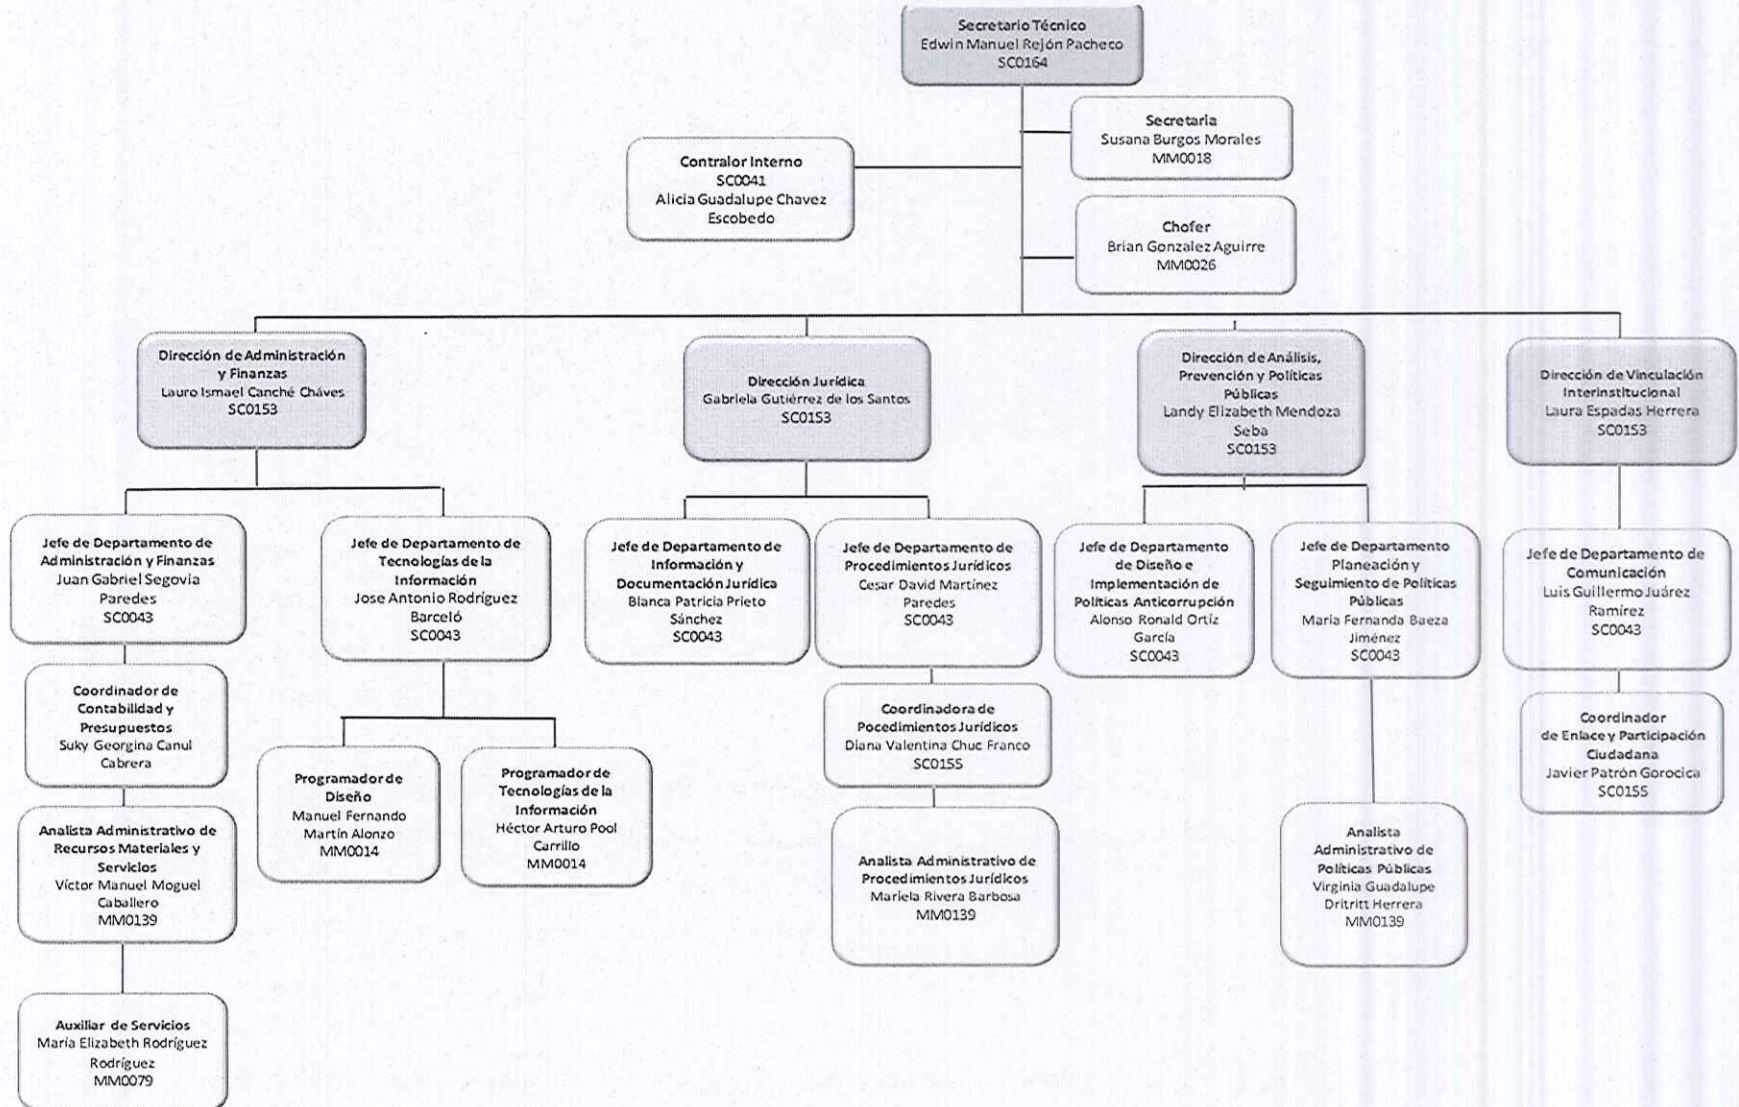 Secretario Técnico
Edwin Manuel Rejón Pacheco
SC0164
Secretaria
Susana Burgos Morales
MM0018
Contralor Interno
SC0041
Alicia Guadalupe Chavez
Escobedo
Chofer
Brian Gonzalez Aguirre
MM0026
Dirección de Administración
y Finanzas
Lauro Ismael Canché Cháves
SC0153
Dirección Jurídica
Gabriela Gutiérrez de los Santos
SC0153
Dirección de Análisis,
Prevención y Políticas
Públicas
Landy Elizabeth Mendoza
Seba
SC0153
Dirección de Vinculación
Interinstitucional
Laura Espadas Herrera
SC0153
Jefe de Departamento de
Administración y Finanzas
Juan Gabriel Segovia
Paredes
SC0043
Jefe de Departamento de
Tecnologías de la
Información
Jose Antonio Rodríguez
Barceló
SC0043
Jefe de Departamento de
Información y
Documentación Jurídica
Blanca Patricia Prieto
Sánchez
SC0043
Jefe de Departamento de
Procedimientos Jurídicos
Cesar David Martínez
Paredes
SC0043
Jefe de Departamento
de Diseño e
Implementación de
Políticas Anticorrupción
Alonso Ronald Ortíz
García
SC0043
Jefe de Departamento
Planeación y
Seguimiento de Políticas
Públicas
María Fernanda Baeza
Jiménez
SC0043
Jefe de Departamento de
Comunicación
Luis Guillermo Juárez
Ramírez
SC0043
Coordinador de
Contabilidad y
Presupuestos
Suky Georgina Canul
Cabrera
Programador de
Diseño
Manuel Fernando
Martín Alonzo
MM0014
Programador de
Tecnologías de la
Información
Héctor Arturo Pool
Carrillo
MM0014
Coordinadora de
Pocedimientos Jurídicos
Diana Valentina Chuc Franco
SC0155
Coordinador
de Enlace y Participación
Ciudadana
Javier Patrón Gorocica
SC0155
Analista Administrativo de
Recursos Materiales y
Servicios
Víctor Manuel Moguel
Caballero
MM0139
Analista Administrativo de
Procedimientos Jurídicos
Mariela Rivera Barbosa
MM0139
Analista
Administrativo de
Políticas Públicas
Virginia Guadalupe
Dritritt Herrera
MM0139
Auxiliar de Servicios
María Elizabeth Rodríguez
Rodríguez
MM0079